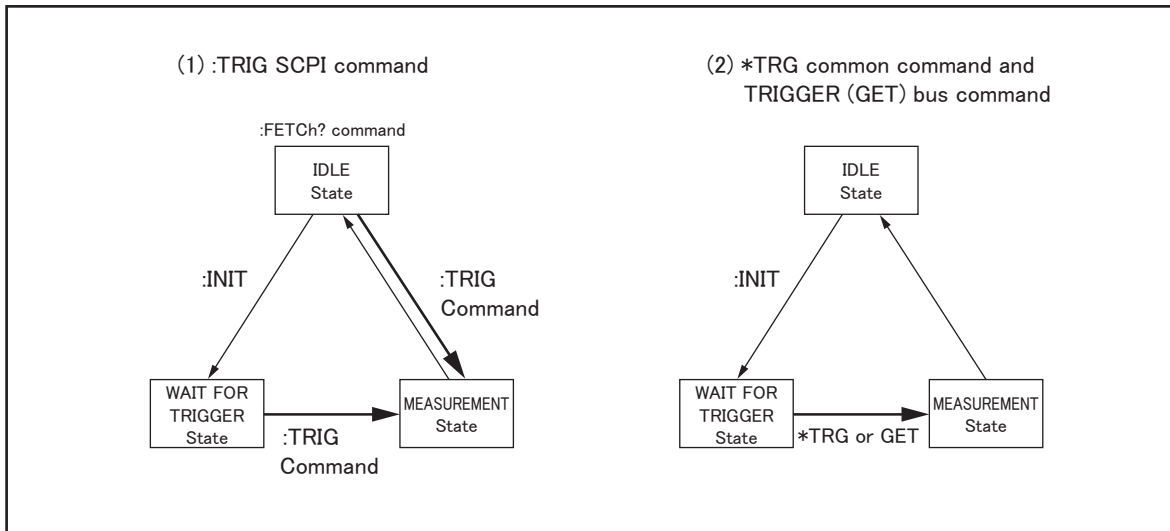 (1) :TRIG SCPI command
:FETCh? command
IDLE
State
:INIT
:TRIG
Command
WAIT FOR
TRIGGER
State
:TRIG
Command
MEASUREMENT
State
(2) *TRG common command and
TRIGGER (GET) bus command
IDLE
State
:INIT
WAIT FOR
TRIGGER
State
*TRG or GET
MEASUREMENT
State